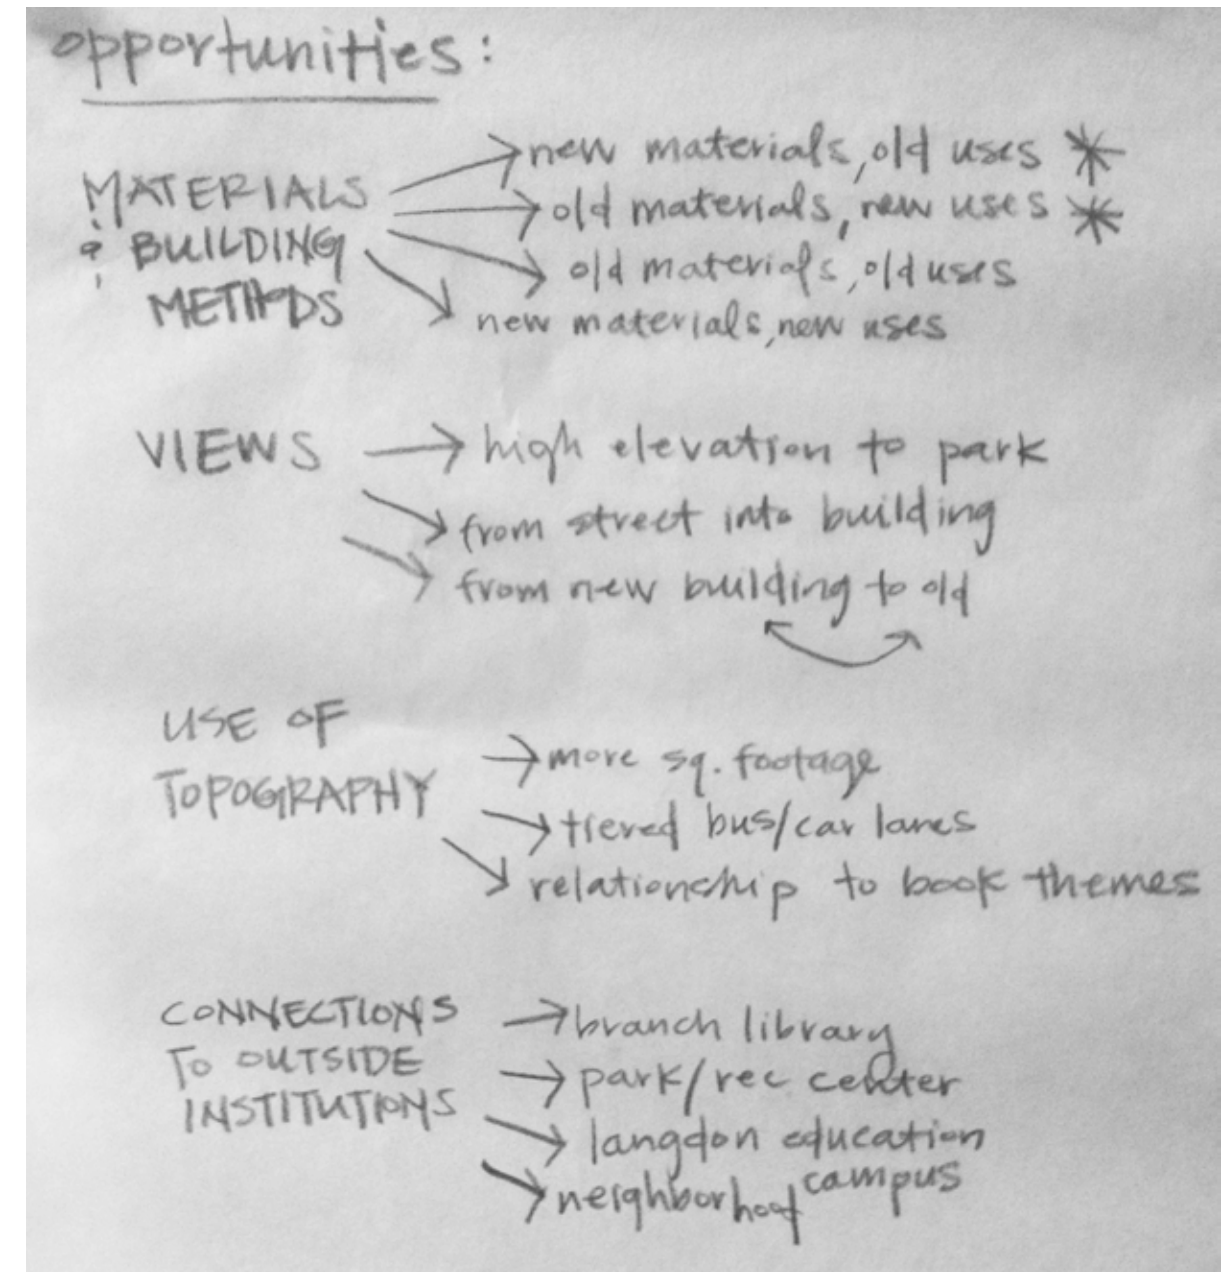 opportunities:
MATERIALS
& BUILDING
METHODS
new materials, old uses *
old materials, new uses *
old materials, old uses
new materials, new uses
VIEWS
high elevation to park
from street into building
from new building to old
USE OF
TOPOGRAPHY
more sq. footage
tiered bus/car lanes
relationship to book themes
CONNECTIONS
TO OUTSIDE
INSTITUTIONS
branch library
park/rec center
langdon education
campus
neighborhood